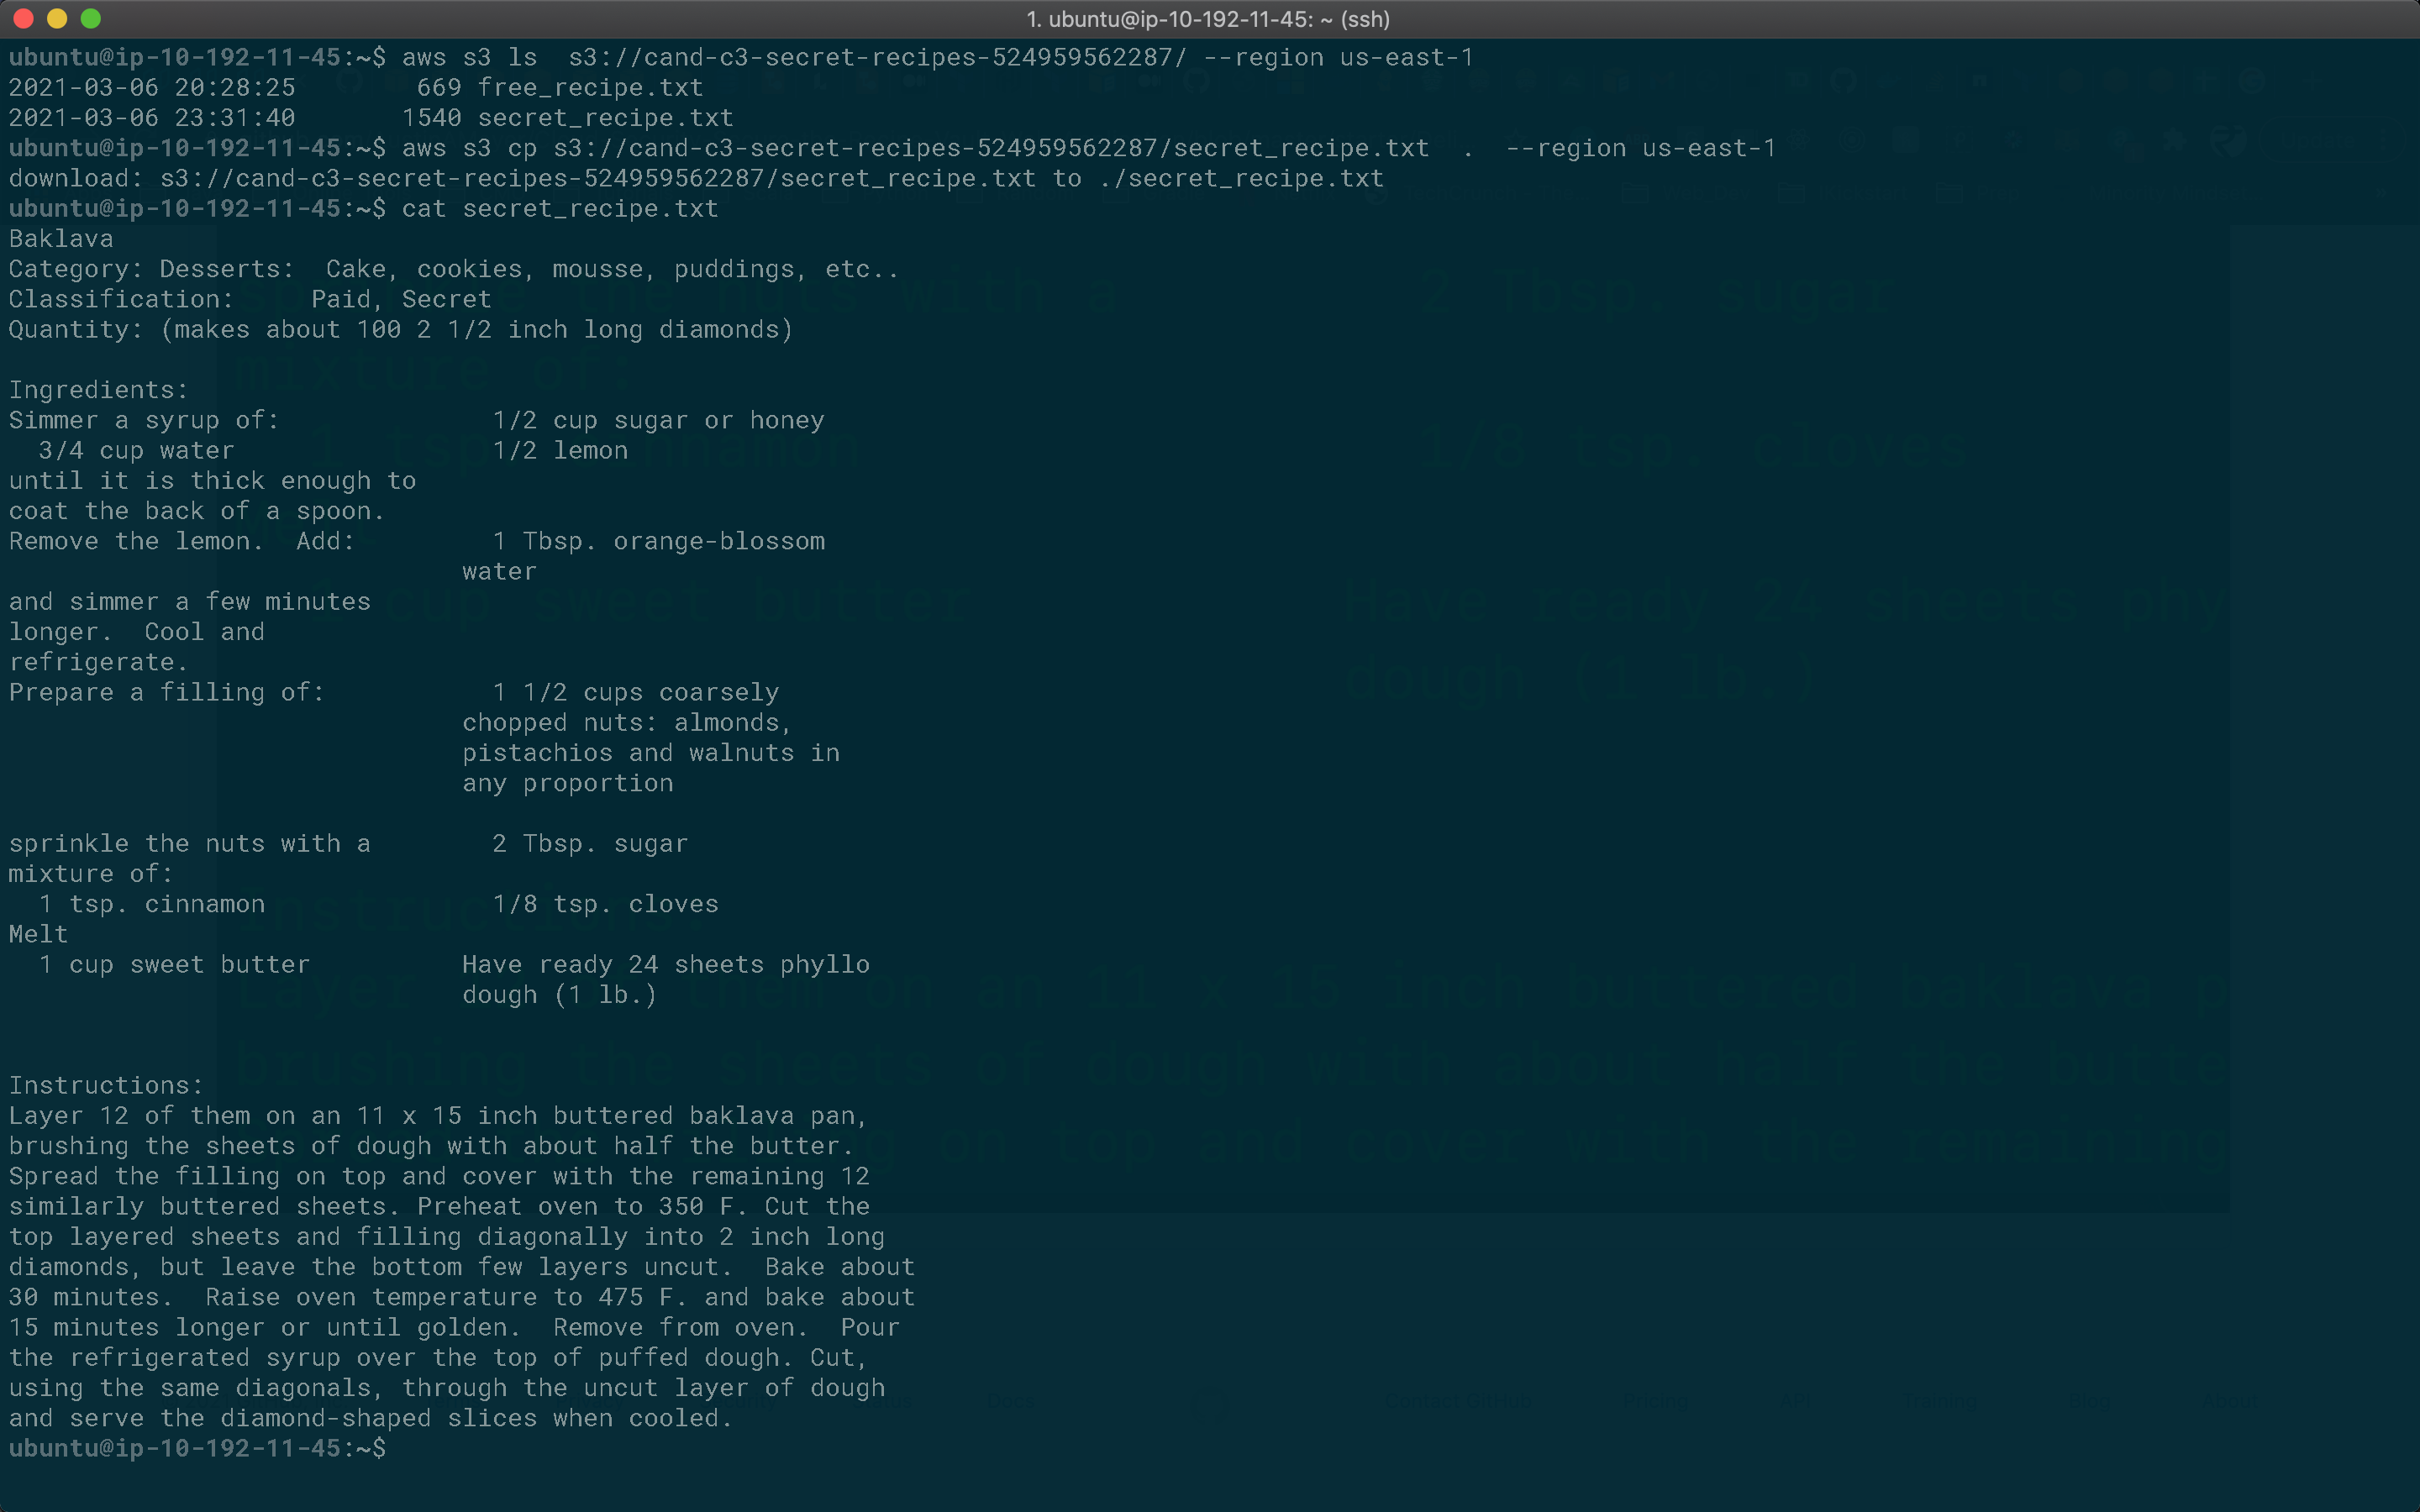 1. ubuntu@ip-10-192-11-45: ~ (ssh)
ubuntu@ip-10-192-11-45:~$ aws s3 ls  s3://cand-c3-secret-recipes-524959562287/ --region us-east-1
2021-03-06 20:28:25        669 free_recipe.txt
2021-03-06 23:31:40       1540 secret_recipe.txt
ubuntu@ip-10-192-11-45:~$ aws s3 cp s3://cand-c3-secret-recipes-524959562287/secret_recipe.txt  .  --region us-east-1
download: s3://cand-c3-secret-recipes-524959562287/secret_recipe.txt to ./secret_recipe.txt
ubuntu@ip-10-192-11-45:~$ cat secret_recipe.txt
Baklava
Category: Desserts:  Cake, cookies, mousse, puddings, etc..
Classification:     Paid, Secret
Quantity: (makes about 100 2 1/2 inch long diamonds)

Ingredients:
Simmer a syrup of:              1/2 cup sugar or honey
  3/4 cup water                 1/2 lemon
until it is thick enough to
coat the back of a spoon.
Remove the lemon.  Add:         1 Tbsp. orange-blossom
                              water
and simmer a few minutes
longer.  Cool and
refrigerate.
Prepare a filling of:           1 1/2 cups coarsely
                              chopped nuts: almonds,
                              pistachios and walnuts in
                              any proportion

sprinkle the nuts with a        2 Tbsp. sugar
mixture of:
  1 tsp. cinnamon               1/8 tsp. cloves
Melt
  1 cup sweet butter          Have ready 24 sheets phyllo
                              dough (1 lb.)

Instructions:
Layer 12 of them on an 11 x 15 inch buttered baklava pan,
brushing the sheets of dough with about half the butter.
Spread the filling on top and cover with the remaining 12
similarly buttered sheets. Preheat oven to 350 F. Cut the
top layered sheets and filling diagonally into 2 inch long
diamonds, but leave the bottom few layers uncut.  Bake about
30 minutes.  Raise oven temperature to 475 F. and bake about
15 minutes longer or until golden.  Remove from oven.  Pour
the refrigerated syrup over the top of puffed dough. Cut,
using the same diagonals, through the uncut layer of dough
and serve the diamond-shaped slices when cooled.
ubuntu@ip-10-192-11-45:~$